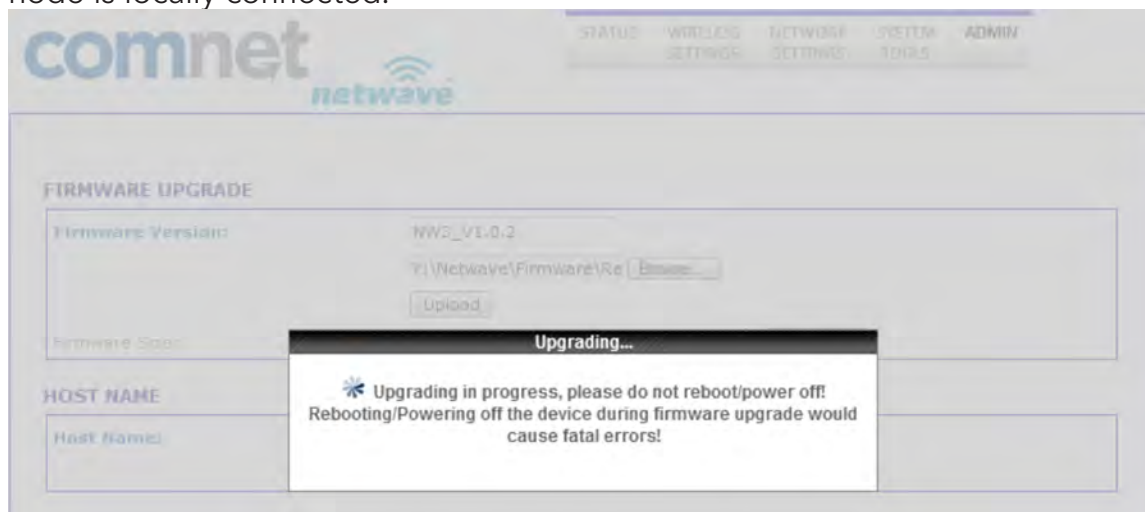 node is locally connected.
comnet
netwave
STATUS WIRELESS SETTINGS NETWORK SETTINGS SYSTEM TOOLS ADMIN
FIRMWARE UPGRADE
Firmware Version: NW3_V1.0.2
Y:\Netwave\Firmware\Re Browse...
Upload
Upgrading...
HOST NAME
Upgrading in progress, please do not reboot/power off!
Rebooting/Powering off the device during firmware upgrade would
cause fatal errors!
Host Name: